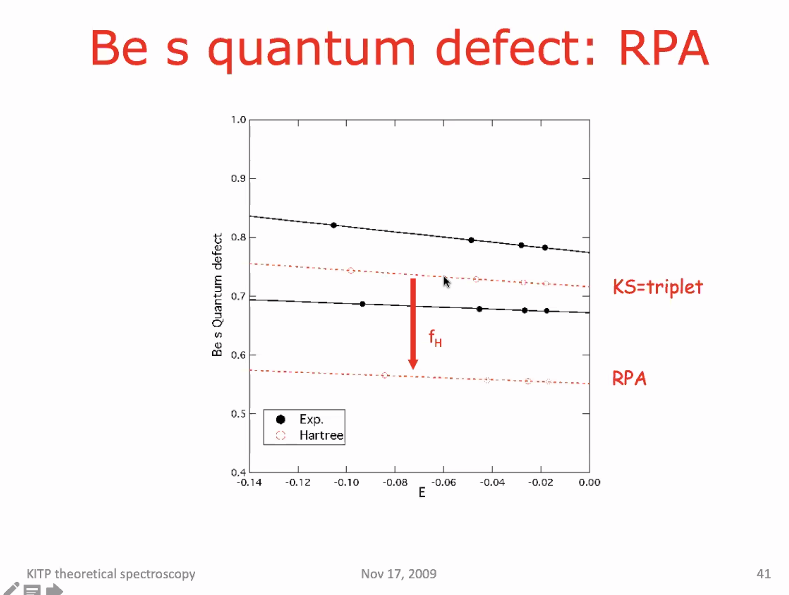 Be s quantum defect: RPA
1.0
0.9
0.8
0.7
0.6
0.5
0.4
Be s Quantum defect
KS=triplet
f_H
RPA
Exp.
Hartree
-0.14 -0.12 -0.10 -0.08 -0.06 -0.04 -0.02 0.00
E
KITP theoretical spectroscopy Nov 17, 2009 41